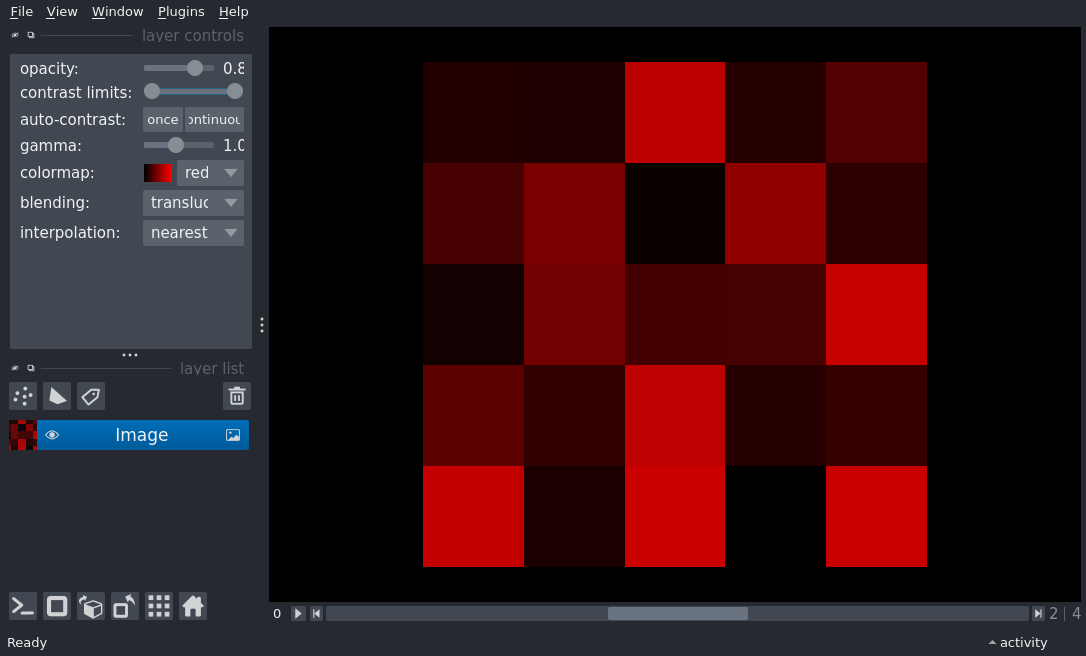 File View Window Plugins Help
layer controls
opacity: 0.8
contrast limits:
auto-contrast: once ontinuou
gamma: 1.0
colormap: red
blending: transluc
interpolation: nearest
layer list
Image
0 2 | 4
Ready activity